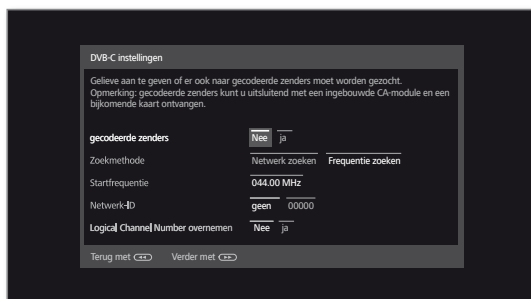 DVB-C instellingen
Gelieve aan te geven of er ook naar gecodeerde zenders moet worden gezocht.
Opmerking: gecodeerde zenders kunt u uitsluitend met een ingebouwde CA-module en een
bijkomende kaart ontvangen.
gecodeerde zenders Nee ja
Zoekmethode Netwerk zoeken Frequentie zoeken
Startfrequentie 044.00 MHz
Netwerk-ID geen 00000
Logical Channel Number overnemen Nee ja
Terug met Verder met